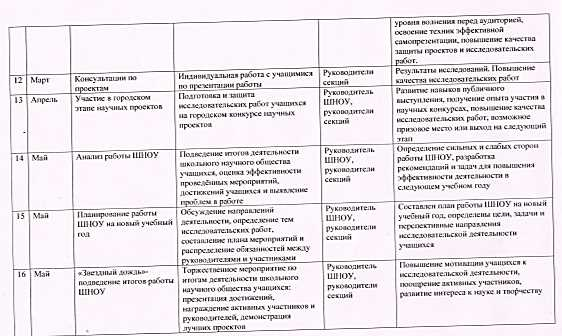 уровня волнения перед аудиторией,
освоение техник эффективной
самопрезентации, повышение качества
защиты проектов и исследовательских
работ.
12 Март Консультации по проектам
Индивидуальная работа с учащимися
по презентации работы
Руководители
секций
Результаты исследований. Повышение
качества исследовательских работ
13 Апрель Участие в городском
этапе научных проектов
Подготовка и защита
исследовательских работ учащихся
на городском конкурсе научных
проектов
Руководитель
ШНОУ,
руководители
секций
Развитие навыков публичного
выступления, получение опыта участия в
научных конкурсах, повышение качества
исследовательских работ, возможное
призовое место или выход на следующий
этап
14 Май Анализ работы ШНОУ
Подведение итогов деятельности
школьного научного общества
учащихся, оценка эффективности
проведённых мероприятий,
достижений учащихся и выявление
проблем в работе
Руководитель
ШНОУ,
руководители
секций
Определение сильных и слабых сторон
работы ШНОУ, разработка
рекомендаций и задач для повышения
эффективности деятельности в
следующем учебном году
15 Май Планирование работы
ШНОУ на новый учебный
год
Обсуждение направлений
деятельности, определение тем
исследовательских работ,
составление плана мероприятий и
распределение обязанностей между
руководителями и участниками
Руководитель
ШНОУ,
руководители
секций
Составлен план работы ШНОУ на новый
учебный год, определены цели, задачи и
перспективные направления
исследовательской деятельности
учащихся
16 Май «Звездный дождь»-
подведение итогов работы
ШНОУ
Торжественное мероприятие по
итогам деятельности школьного
научного общества учащихся:
презентация достижений,
награждение активных участников и
руководителей, демонстрация
лучших проектов
Руководитель
ШНОУ,
руководители
секций
Повышение мотивации учащихся к
исследовательской деятельности,
поощрение активных участников,
развитие интереса к науке и творчеству